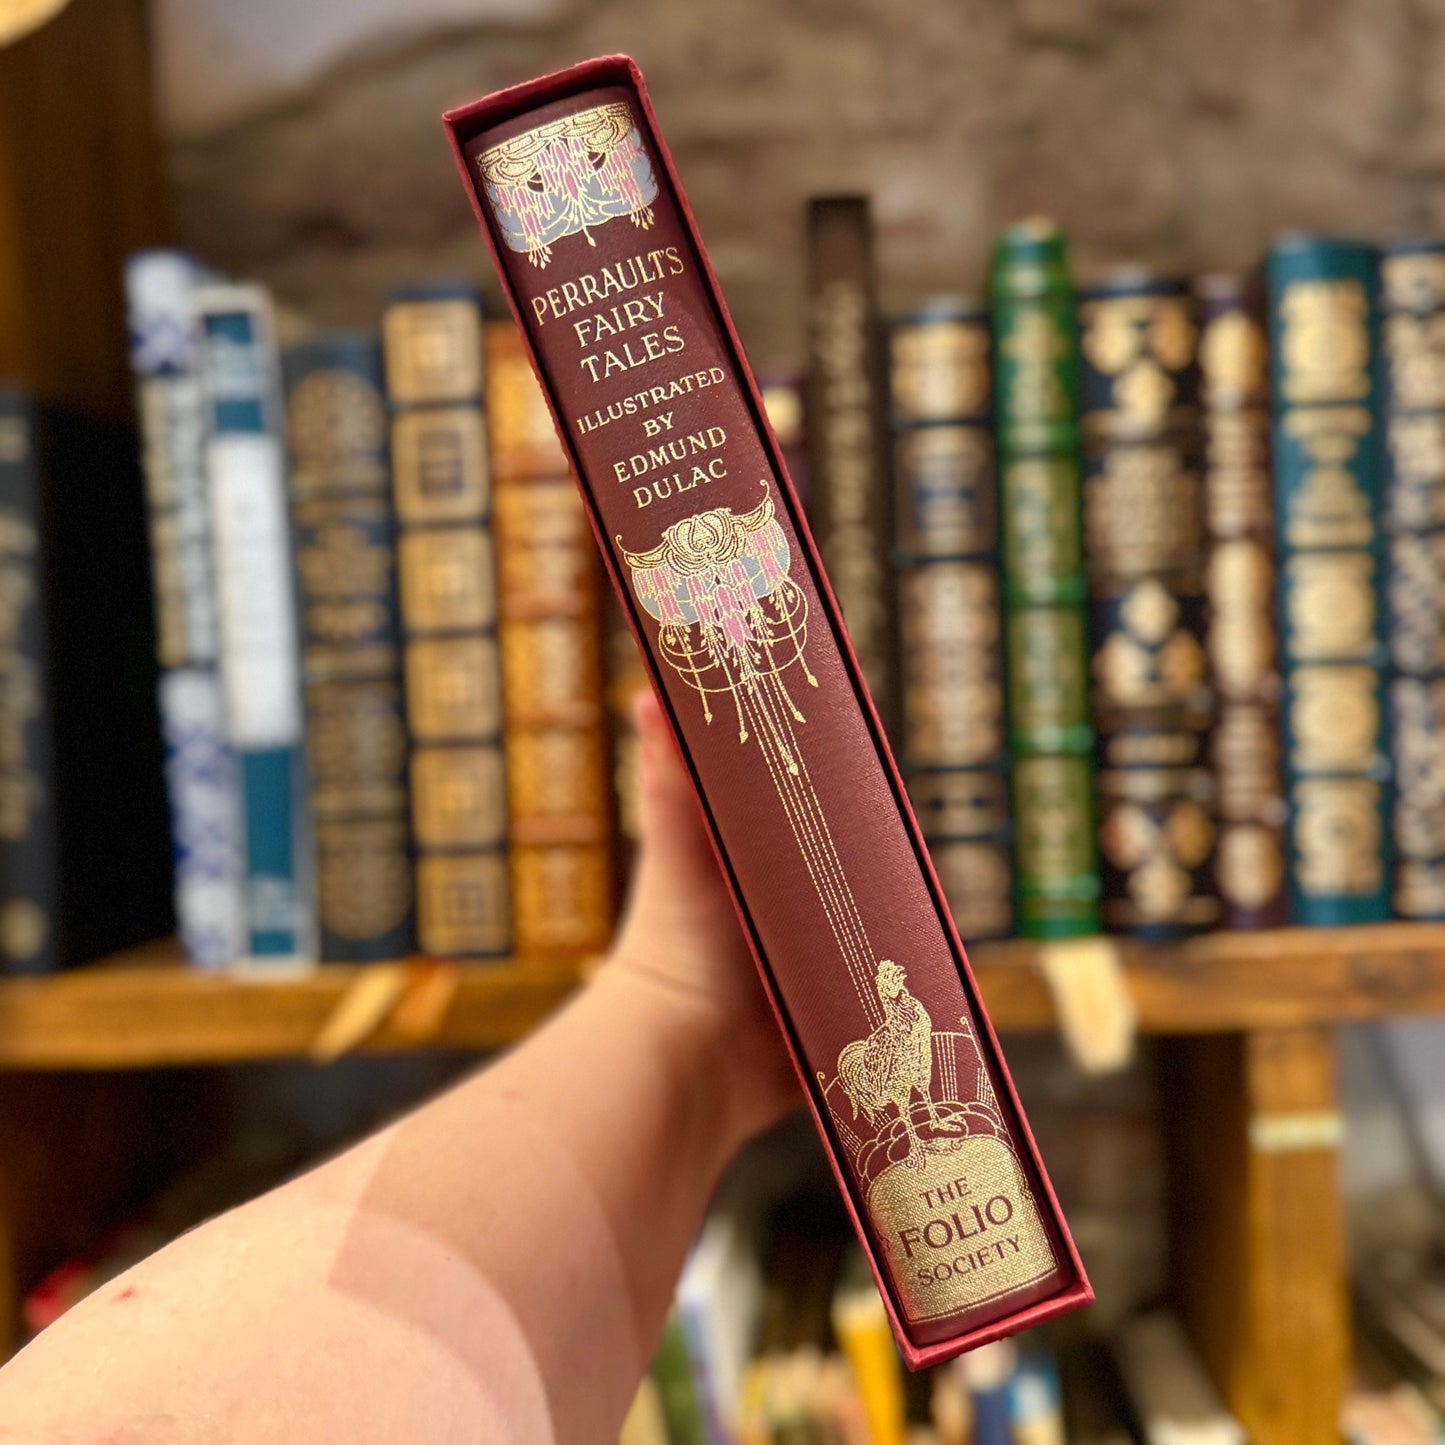 PERRAULT'S
FAIRY
TALES
ILLUSTRATED
BY
EDMUND
DULAC
THE
FOLIO
SOCIETY